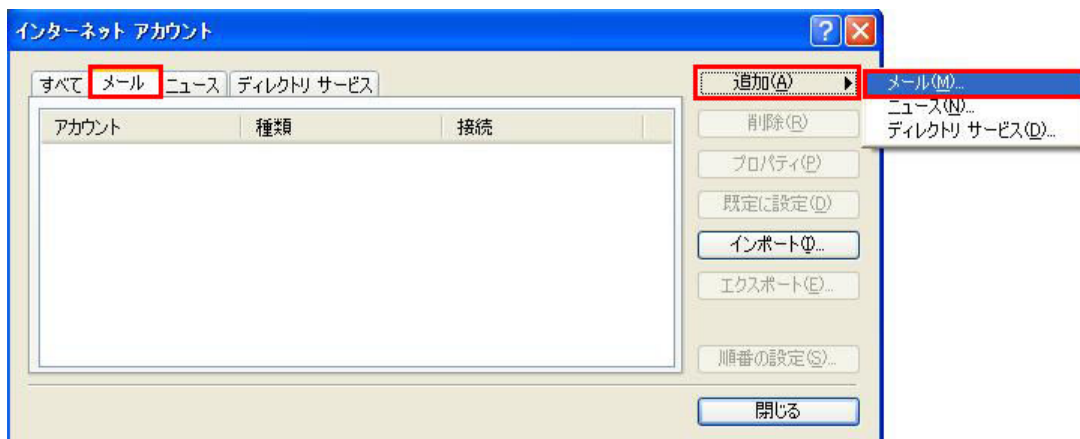 インターネット アカウント
すべて メール ニュース ディレクトリ サービス
アカウント 種類 接続
追加(A)
メール(M)...
ニュース(N)...
ディレクトリ サービス(D)...
削除(R)
プロパティ(P)
既定に設定(D)
インポート(I)...
エクスポート(E)...
順番の設定(S)...
閉じる